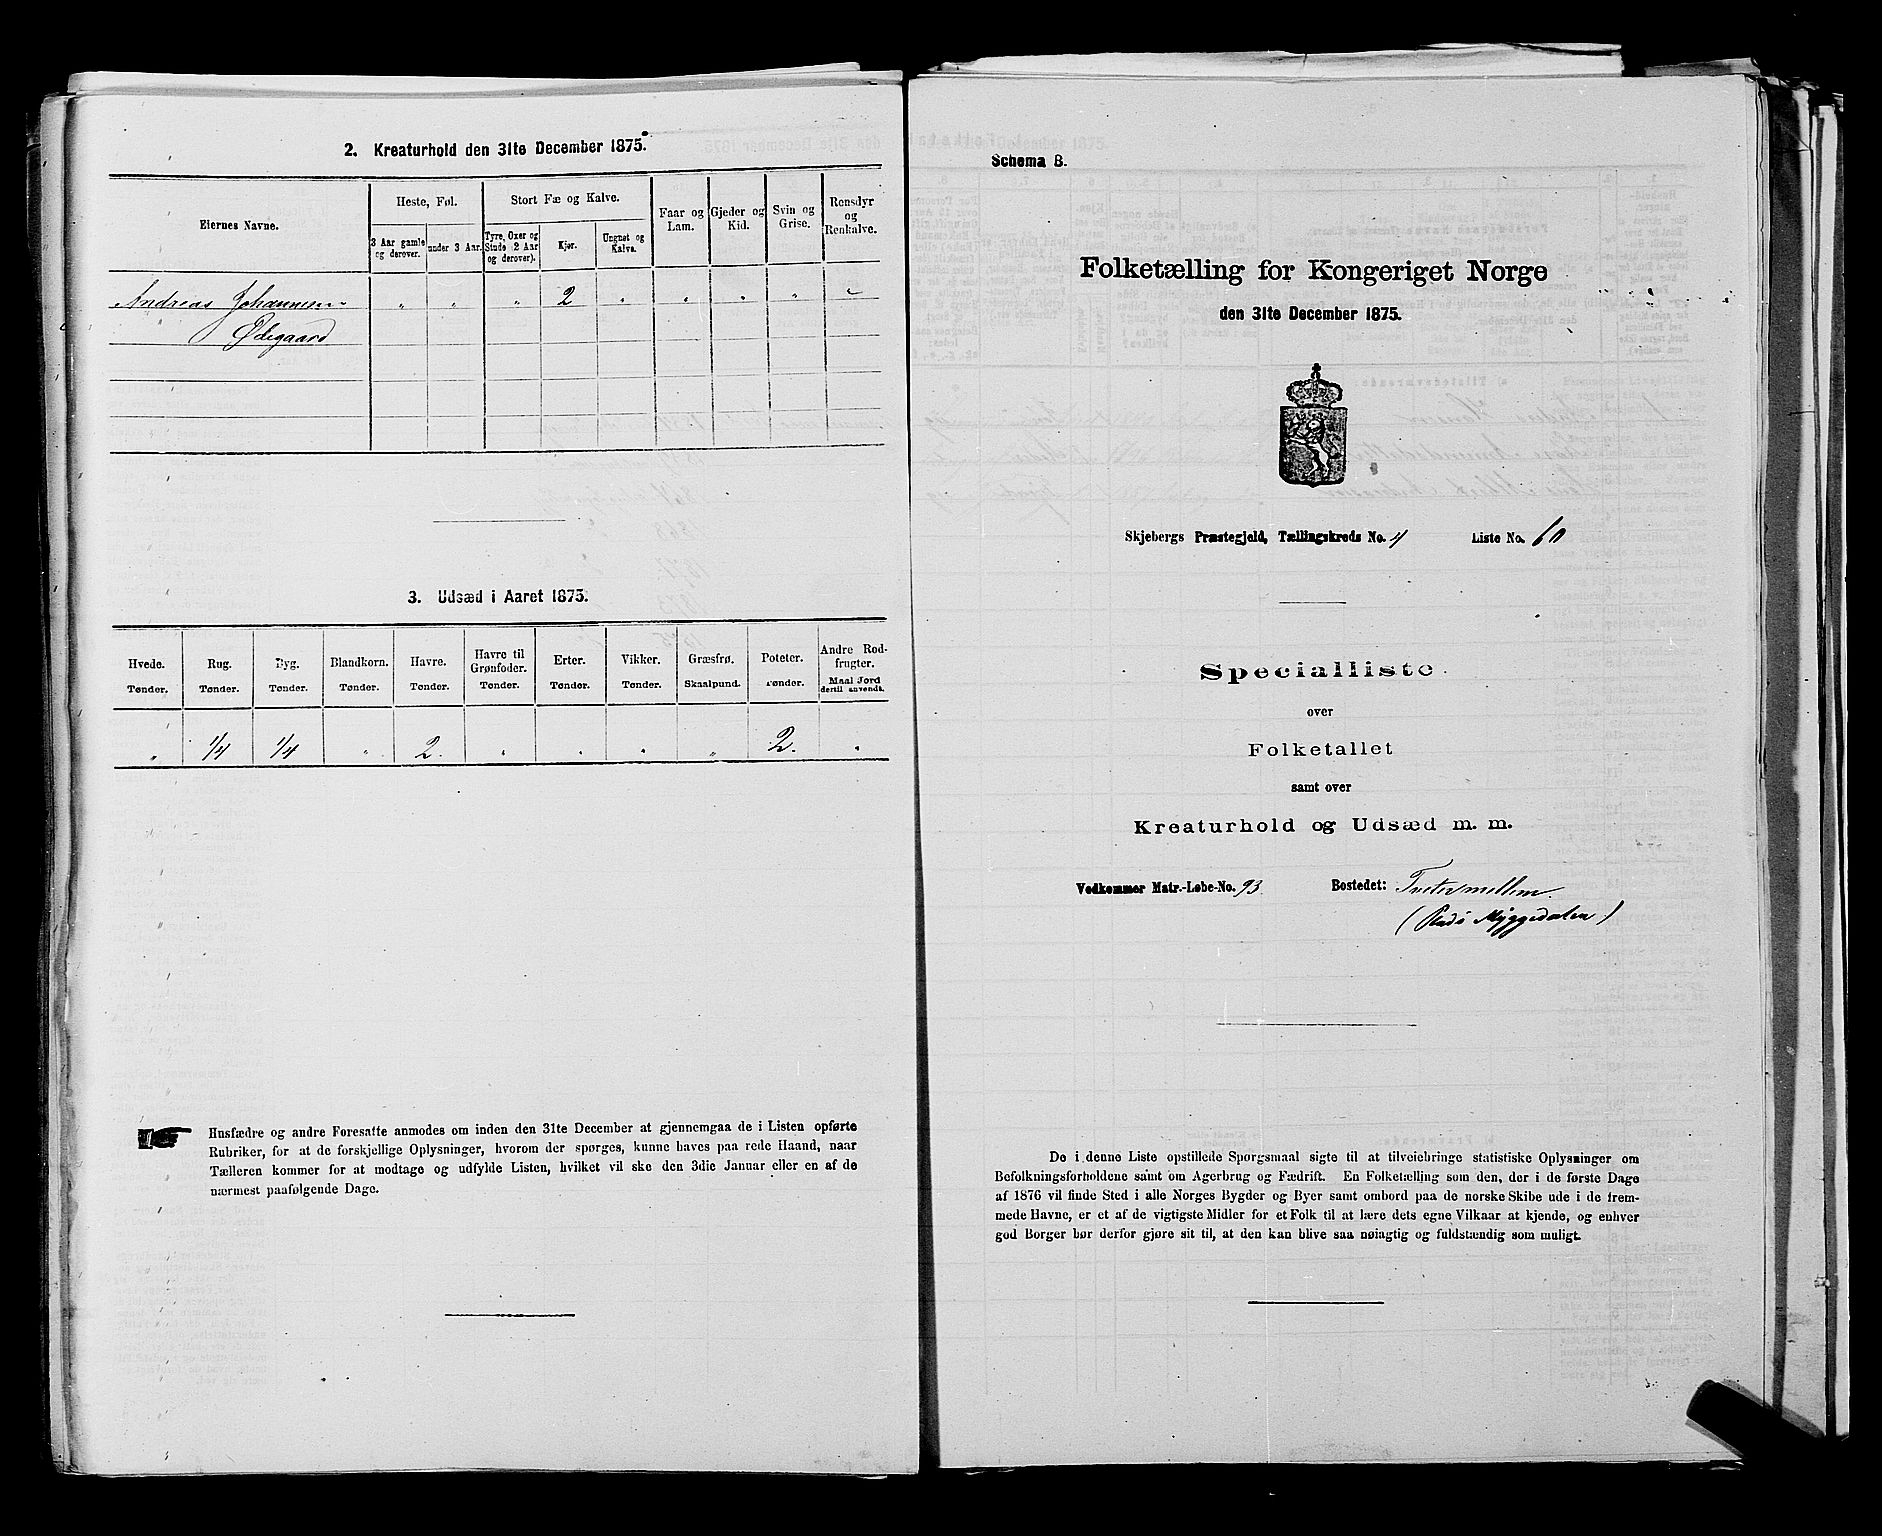 2. Kreaturhold den 31te December 1875.
Eiernes Navne.
Heste, Føl.
Stort Fæ og Kalve.
Faar og Lam.
Gjeder og Kid.
Svin og Grise.
Rensdyr og Renkalve.
3 Aar gamle og derover.
under 3 Aar.
Tyre, Oxer og Stude (2 Aar og derover).
Kjør.
Ungnet og Kalve.
Andreas Johannesen " " " 2 " " " " "
Ødegaard
3. Udsæd i Aaret 1875.
Hvede. Rug. Byg. Blandkorn. Havre. Havre til Grønfoder. Erter. Vikker. Græsfrø. Poteter. Andre Rodfrugter.
Tønder. Tønder. Tønder. Tønder. Tønder. Tønder. Tønder. Tønder. Skaalpund. Tønder. Maal Jord dertil anvendt.
" 1/4 1/4 " 2. " " " " 2. "
Husfædre og andre Foresatte anmodes om inden den 31te December at gjennemgaa de i Listen opførte
Rubriker, for at de forskjellige Oplysninger, hvorom der spørges, kunne haves paa rede Haand, naar
Tælleren kommer for at modtage og udfylde Listen, hvilket vil ske den 3die Januar eller en af de
nærmest paafølgende Dage.
Schema B.
Folketælling for Kongeriget Norge
den 31te December 1875.
Skjebergs Præstegjeld, Tællingskreds No. 4 Liste No. 60
Specialliste
over
Folketallet
samt over
Kreaturhold og Udsæd m. m.
Vedkommer Matr.-Løbe-No. 93 Bostedet: Tvetermellem
( Myggedalen )
De i denne Liste opstillede Spørgsmaal sigte til at tilveiebringe statistiske Oplysninger om
Befolkningsforholdene samt om Agerbrug og Fædrift. En Folketælling som den, der i de første Dage
af 1876 vil finde Sted i alle Norges Bygder og Byer samt ombord paa de norske Skibe ude i de frem-
mede Havne, er et af de vigtigste Midler for et Folk til at lære dets egne Vilkaar at kjende, og enhver
god Borger bør derfor gjøre sit til, at den kan blive saa nøiagtig og fuldstændig som muligt.